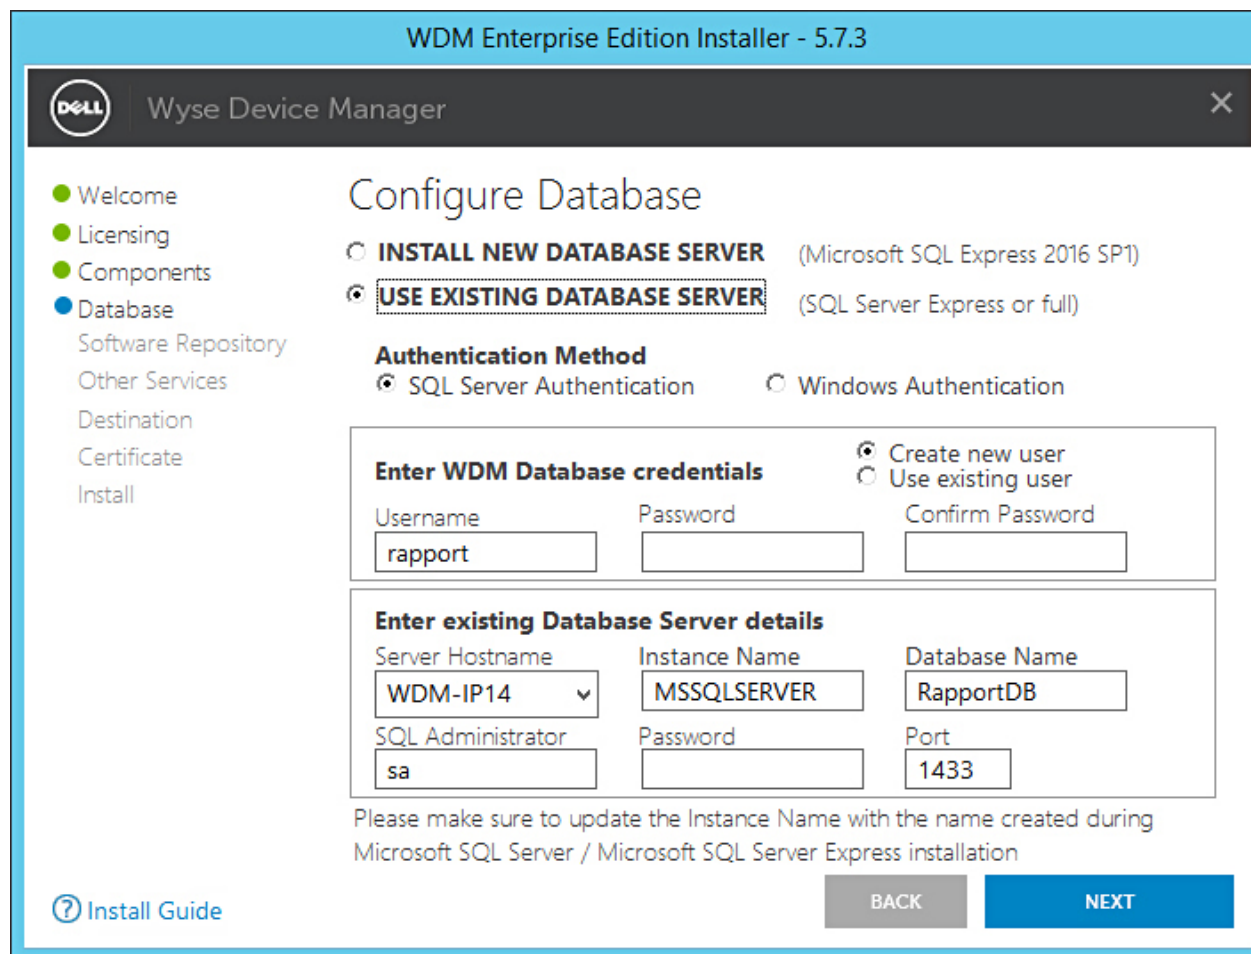 WDM Enterprise Edition Installer - 5.7.3
DELL
Wyse Device Manager
Welcome
Licensing
Components
Database
Software Repository
Other Services
Destination
Certificate
Install
Configure Database
INSTALL NEW DATABASE SERVER (Microsoft SQL Express 2016 SP1)
USE EXISTING DATABASE SERVER (SQL Server Express or full)
Authentication Method
SQL Server Authentication Windows Authentication
Enter WDM Database credentials
Create new user
Use existing user
Username Password Confirm Password
rapport
Enter existing Database Server details
Server Hostname Instance Name Database Name
WDM-IP14 MSSQLSERVER RapportDB
SQL Administrator Password Port
sa 1433
Please make sure to update the Instance Name with the name created during
Microsoft SQL Server / Microsoft SQL Server Express installation
? Install Guide
BACK NEXT